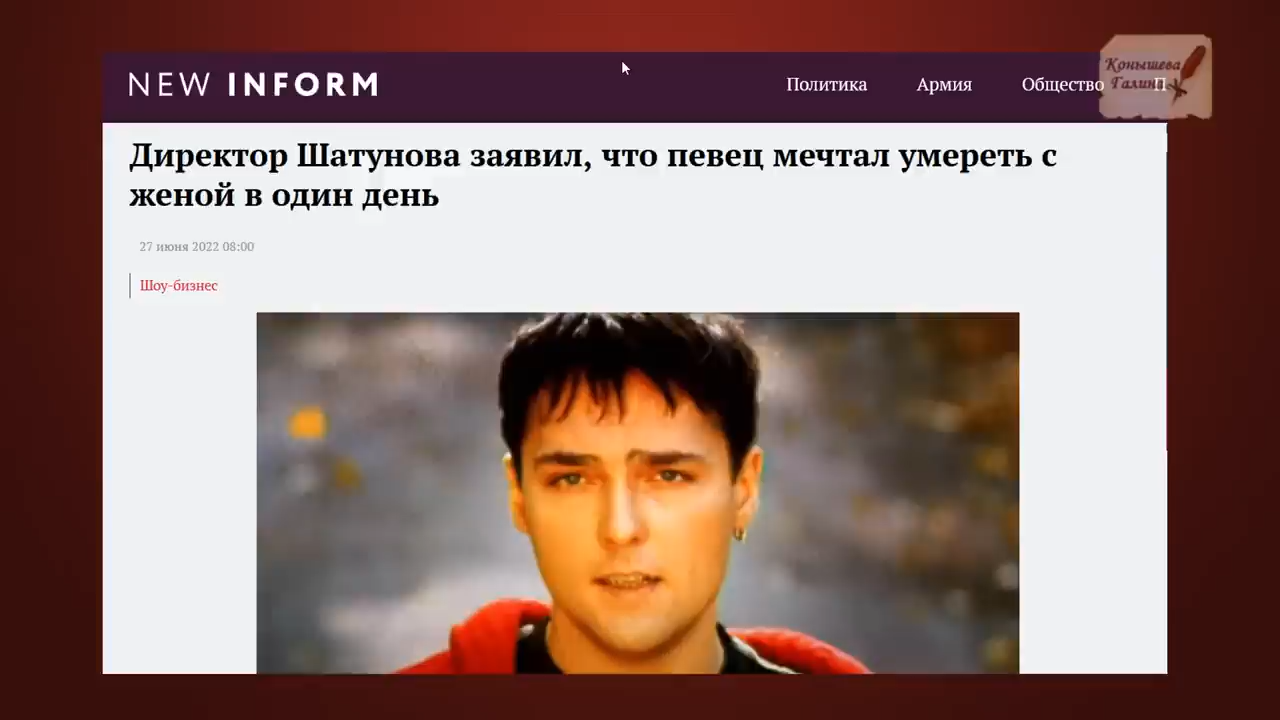 NEW INFORM
Политика
Армия
Общество
П
Конышева
Галина
Директор Шатунова заявил, что певец мечтал умереть с
женой в один день
27 июня 2022 08:00
Шоу-бизнес